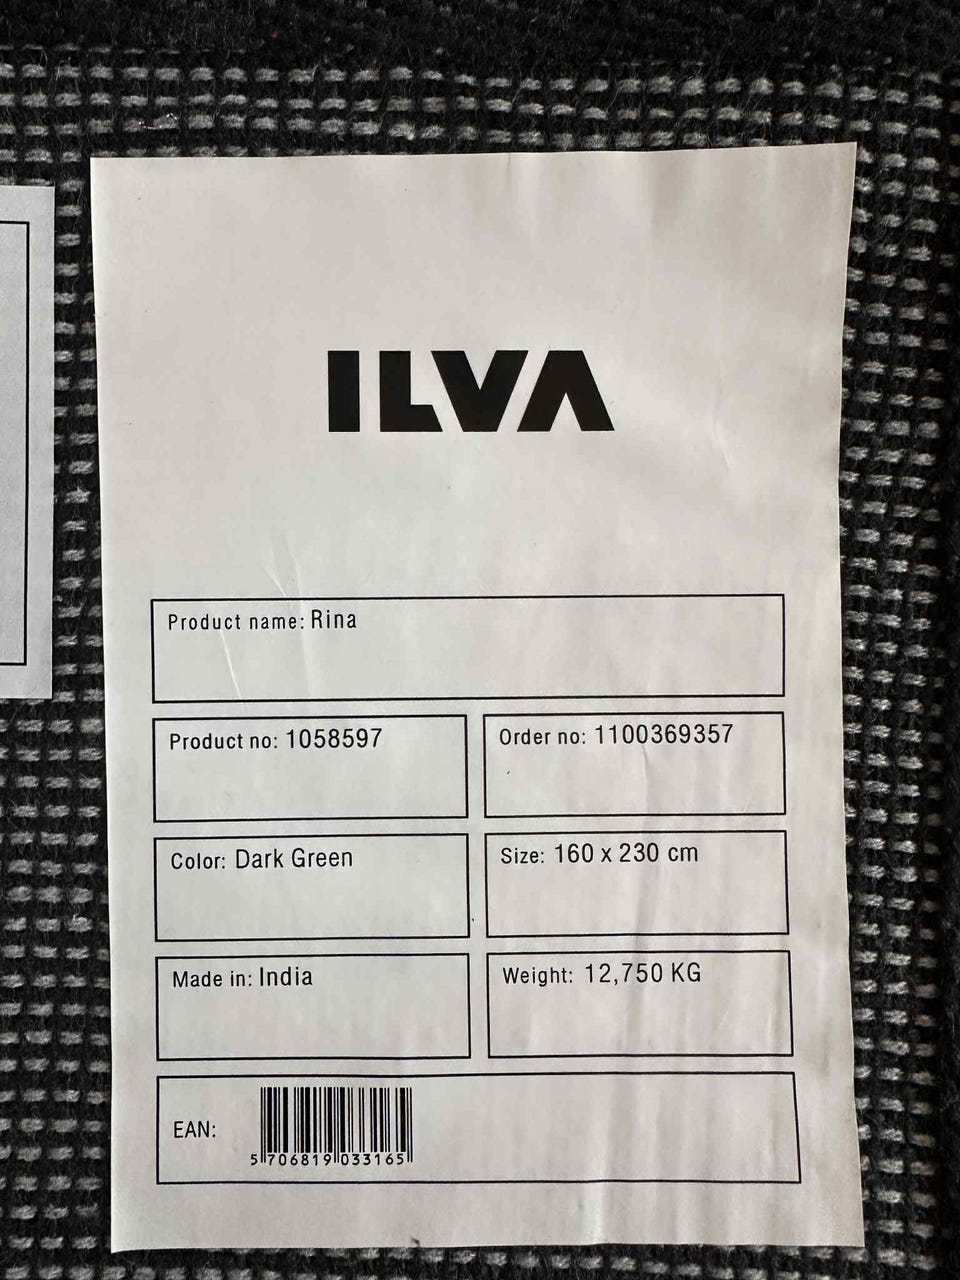 ILVA
Product name: Rina
Product no: 1058597
Order no: 1100369357
Color: Dark Green
Size: 160 x 230 cm
Made in: India
Weight: 12,750 KG
EAN:
5 706819 033165